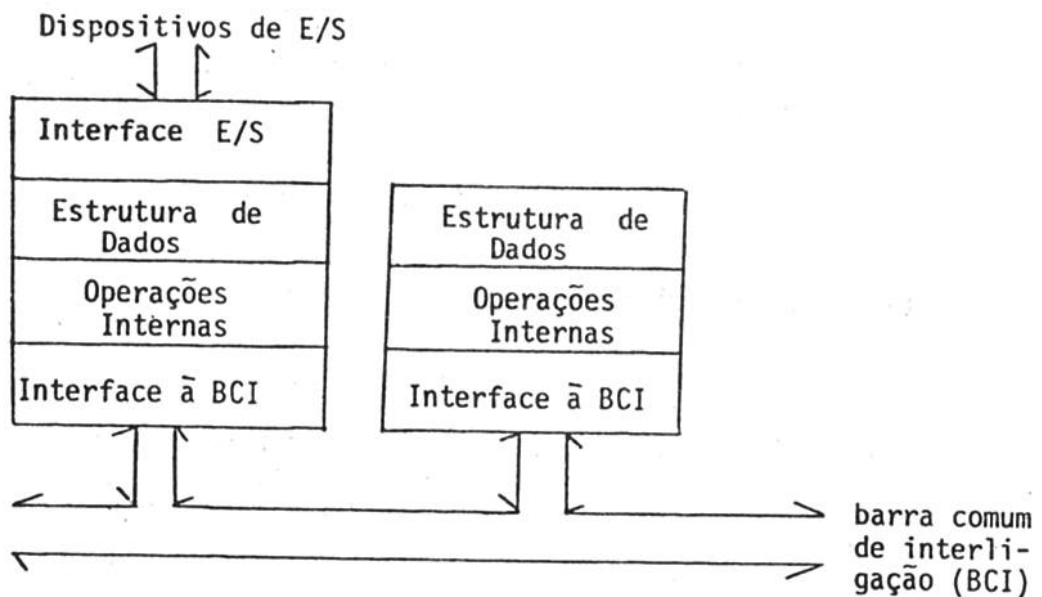 Dispositivos de E/S
Interface E/S
Estrutura de
Dados
Operações
Internas
Interface à BCI
Estrutura de
Dados
Operações
Internas
Interface à BCI
barra comum
de interli-
gação (BCI)